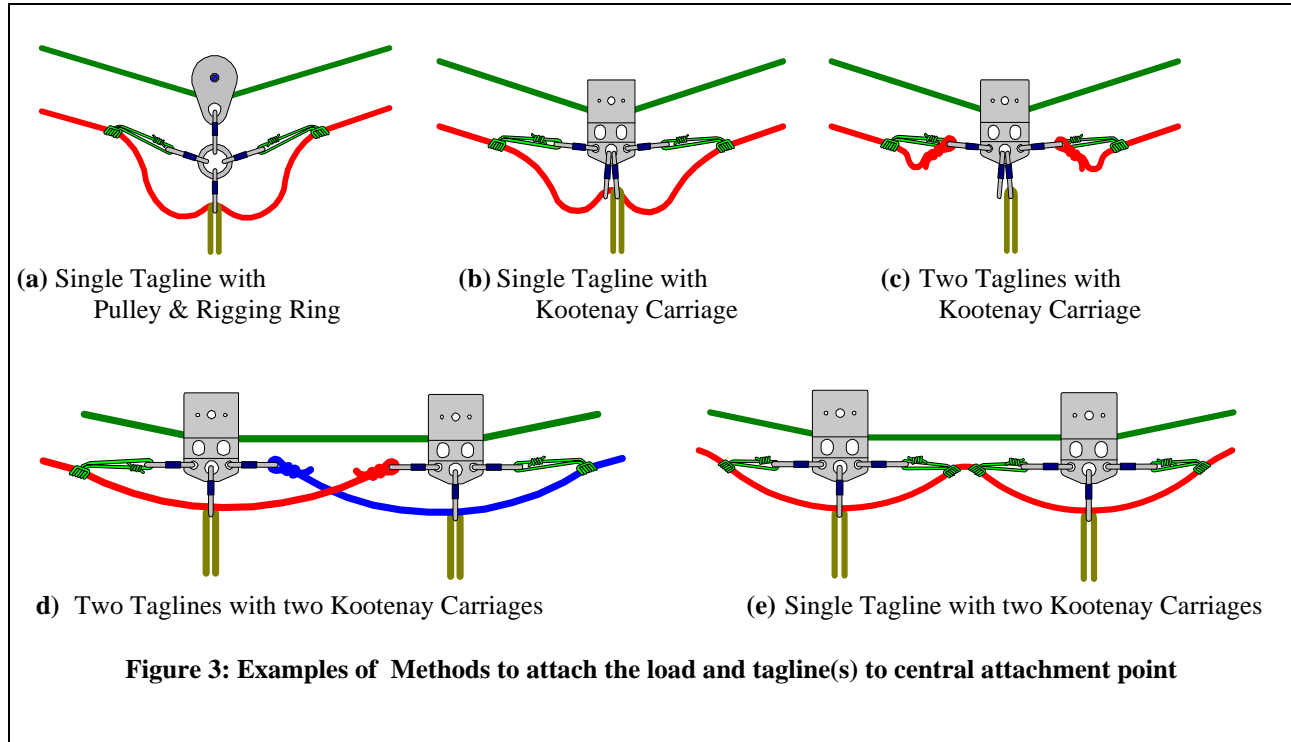 (a) Single Tagline with
Pulley & Rigging Ring
(b) Single Tagline with
Kootenay Carriage
(c) Two Taglines with
Kootenay Carriage
d) Two Taglines with two Kootenay Carriages
(e) Single Tagline with two Kootenay Carriages
Figure 3: Examples of Methods to attach the load and tagline(s) to central attachment point